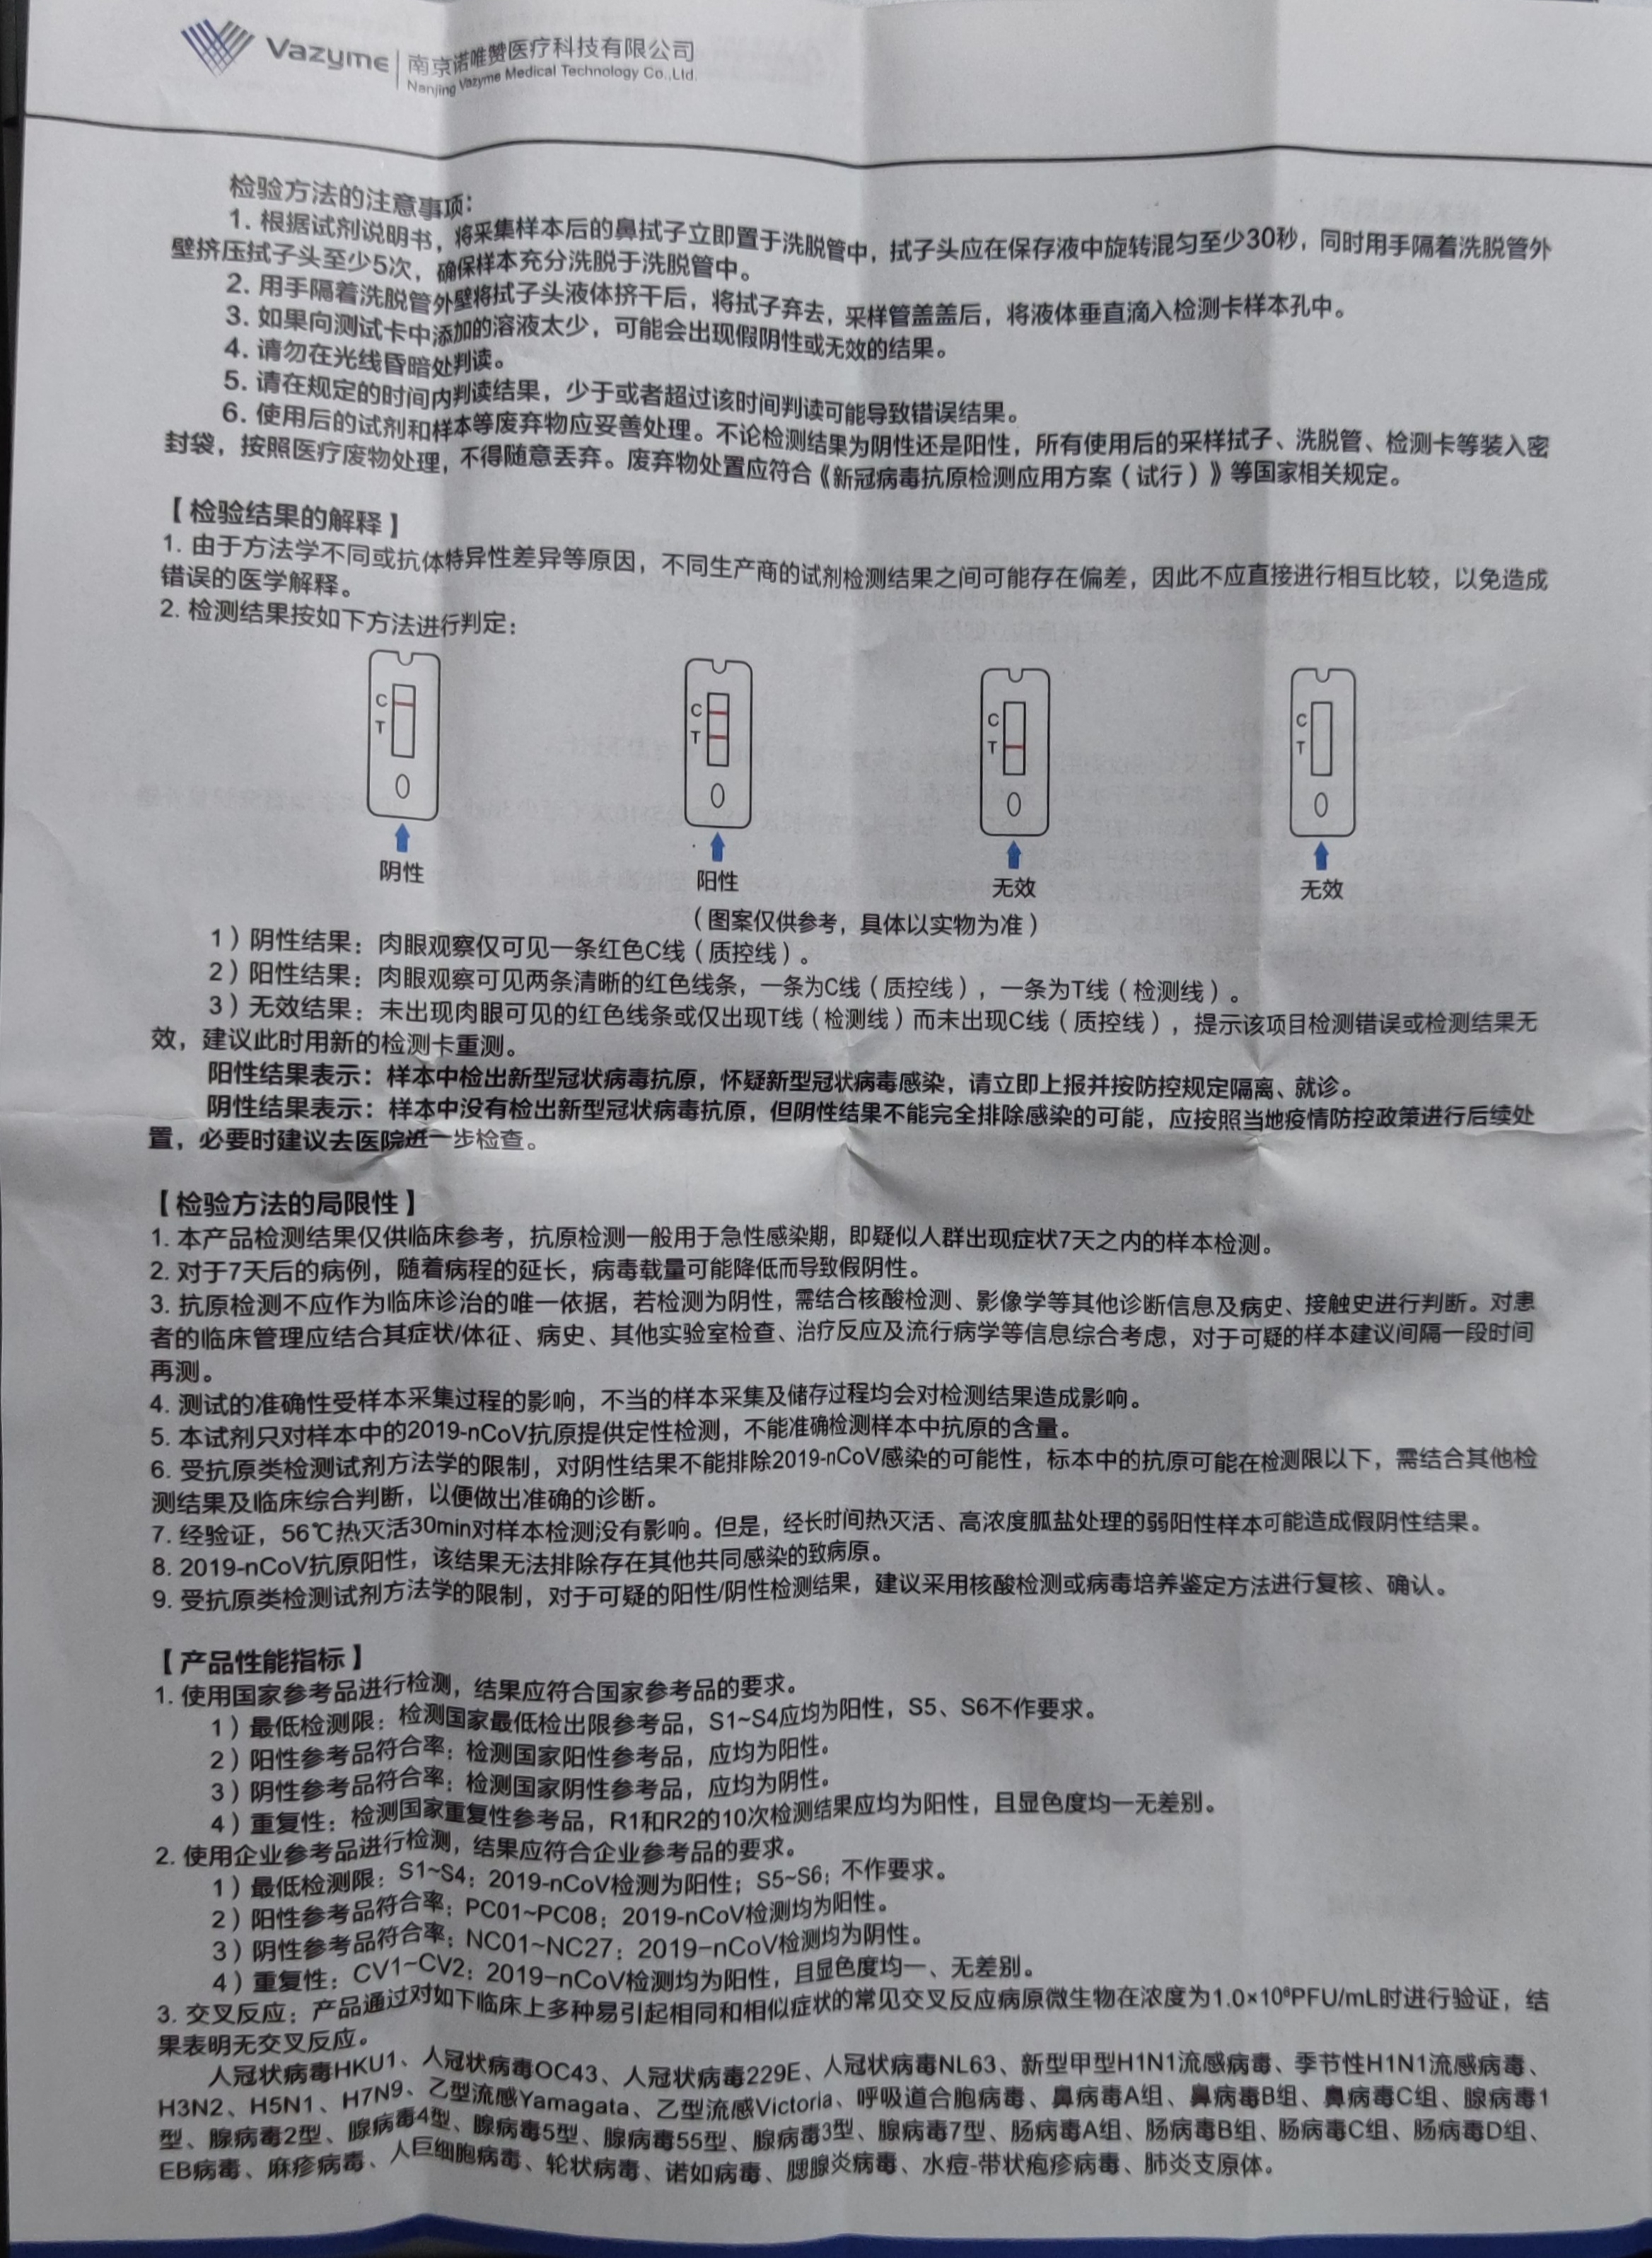 Vazyme
南京诺唯赞医疗科技有限公司
Nanjing Vazyme Medical Technology Co.,Ltd.
检验方法的注意事项：
1. 根据试剂说明书，将采集样本后的鼻拭子立即置于洗脱管中，拭子头应在保存液中旋转混匀至少30秒，同时用手隔着洗脱管外
壁挤压拭子头至少5次，确保样本充分洗脱于洗脱管中。
2. 用手隔着洗脱管外壁将拭子头液体挤干后，将拭子弃去，采样管盖盖后，将液体垂直滴入检测卡样本孔中。
3. 如果向测试卡中添加的溶液太少，可能会出现假阴性或无效的结果。
4. 请勿在光线昏暗处判读。
5. 请在规定的时间内判读结果，少于或者超过该时间判读可能导致错误结果。
6. 使用后的试剂和样本等废弃物应妥善处理。不论检测结果为阴性还是阳性，所有使用后的采样拭子、洗脱管、检测卡等装入密
封袋，按照医疗废物处理，不得随意丢弃。废弃物处置应符合《新冠病毒抗原检测应用方案（试行）》等国家相关规定。
【检验结果的解释】
1. 由于方法学不同或抗体特异性差异等原因，不同生产商的试剂检测结果之间可能存在偏差，因此不应直接进行相互比较，以免造成
错误的医学解释。
2. 检测结果按如下方法进行判定：
C C C C
T T T T
阴性 阳性 无效 无效
（图案仅供参考，具体以实物为准）
1）阴性结果：肉眼观察仅可见一条红色C线（质控线）。
2）阳性结果：肉眼观察可见两条清晰的红色线条，一条为C线（质控线），一条为T线（检测线）。
3）无效结果：未出现肉眼可见的红色线条或仅出现T线（检测线）而未出现C线（质控线），提示该项目检测错误或检测结果无
效，建议此时用新的检测卡重测。
阳性结果表示：样本中检出新型冠状病毒抗原，怀疑新型冠状病毒感染，请立即上报并按防控规定隔离、就诊。
阴性结果表示：样本中没有检出新型冠状病毒抗原，但阴性结果不能完全排除感染的可能，应按照当地疫情防控政策进行后续处
置，必要时建议去医院进一步检查。
【检验方法的局限性】
1. 本产品检测结果仅供临床参考，抗原检测一般用于急性感染期，即疑似人群出现症状7天之内的样本检测。
2. 对于7天后的病例，随着病程的延长，病毒载量可能降低而导致假阴性。
3. 抗原检测不应作为临床诊治的唯一依据，若检测为阴性，需结合核酸检测、影像学等其他诊断信息及病史、接触史进行判断。对患
者的临床管理应结合其症状/体征、病史、其他实验室检查、治疗反应及流行病学等信息综合考虑，对于可疑的样本建议间隔一段时间
再测。
4. 测试的准确性受样本采集过程的影响，不当的样本采集及储存过程均会对检测结果造成影响。
5. 本试剂只对样本中的2019-nCoV抗原提供定性检测，不能准确检测样本中抗原的含量。
6. 受抗原类检测试剂方法学的限制，对阴性结果不能排除2019-nCoV感染的可能性，标本中的抗原可能在检测限以下，需结合其他检
测结果及临床综合判断，以便做出准确的诊断。
7. 经验证，56℃热灭活30min对样本检测没有影响。但是，经长时间热灭活、高浓度胍盐处理的弱阳性样本可能造成假阴性结果。
8. 2019-nCoV抗原阳性，该结果无法排除存在其他共同感染的致病原。
9. 受抗原类检测试剂方法学的限制，对于可疑的阳性/阴性检测结果，建议采用核酸检测或病毒培养鉴定方法进行复核、确认。
【产品性能指标】
1. 使用国家参考品进行检测，结果应符合国家参考品的要求。
1）最低检测限：检测国家最低检出限参考品，S1~S4应均为阳性，S5、S6不作要求。
2）阳性参考品符合率：检测国家阳性参考品，应均为阳性。
3）阴性参考品符合率：检测国家阴性参考品，应均为阴性。
4）重复性：检测国家重复性参考品，R1和R2的10次检测结果应均为阳性，且显色度均一无差别。
2. 使用企业参考品进行检测，结果应符合企业参考品的要求。
1）最低检测限：S1~S4：2019-nCoV检测为阳性；S5~S6：不作要求。
2）阳性参考品符合率：PC01~PC08：2019-nCoV检测均为阳性。
3）阴性参考品符合率：NC01~NC27：2019-nCoV检测均为阴性。
4）重复性：CV1~CV2：2019-nCoV检测均为阳性，且显色度均一、无差别。
3. 交叉反应：产品通过对如下临床上多种易引起相同和相似症状的常见交叉反应病原微生物在浓度为1.0×10⁶PFU/mL时进行验证，结
果表明无交叉反应。
人冠状病毒HKU1、人冠状病毒OC43、人冠状病毒229E、人冠状病毒NL63、新型甲型H1N1流感病毒、季节性H1N1流感病毒、
H3N2、H5N1、H7N9、乙型流感Yamagata、乙型流感Victoria、呼吸道合胞病毒、鼻病毒A组、鼻病毒B组、鼻病毒C组、腺病毒1
型、腺病毒2型、腺病毒4型、腺病毒5型、腺病毒55型、腺病毒3型、腺病毒7型、肠病毒A组、肠病毒B组、肠病毒C组、肠病毒D组、
EB病毒、麻疹病毒、人巨细胞病毒、轮状病毒、诺如病毒、腮腺炎病毒、水痘-带状疱疹病毒、肺炎支原体。